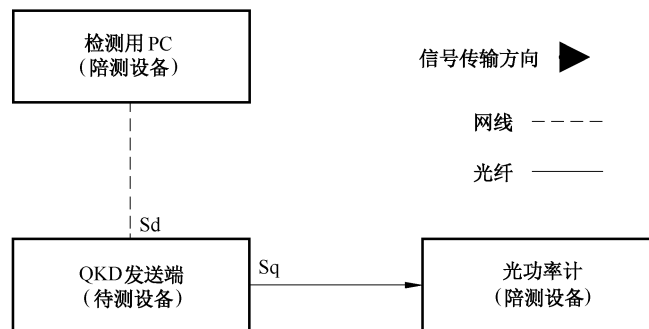 检测用PC
(陪测设备)
信号传输方向
网线
光纤
Sd
QKD发送端
(待测设备)
Sq
光功率计
(陪测设备)